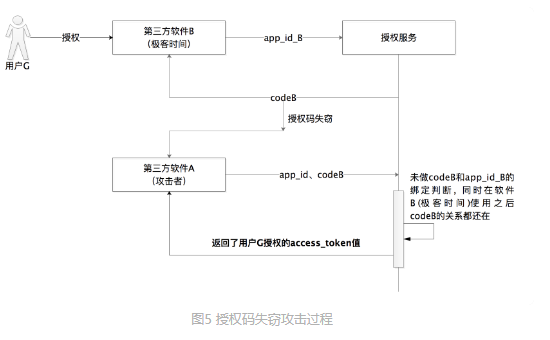 用户G
授权
第三方软件B
（极客时间）
app_id_B
授权服务
codeB
授权码失窃
第三方软件A
（攻击者）
app_id、codeB
未做codeB和app_id_B的
绑定判断，同时在软件
B(极客时间)使用之后
codeB的关系都还在
返回了用户G授权的access_token值
图5 授权码失窃攻击过程